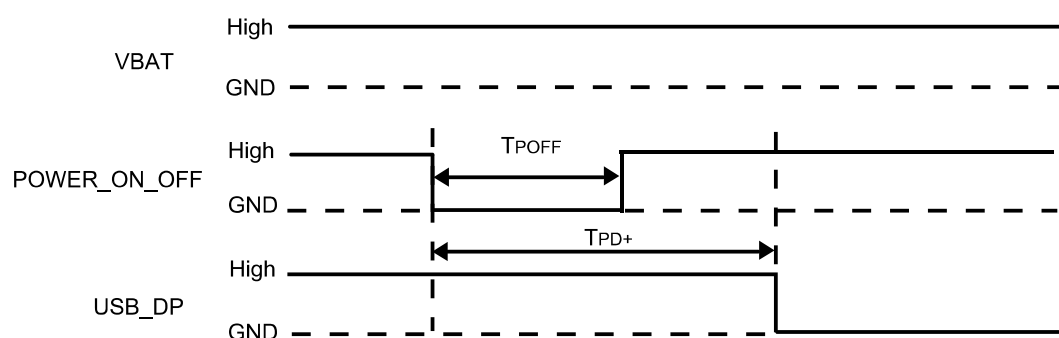 High
VBAT
GND
High
TPOFF
POWER_ON_OFF
GND
TPD+
High
USB_DP
GND